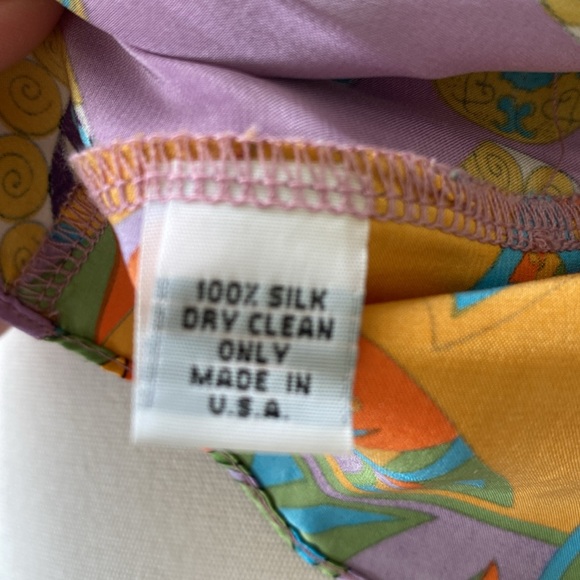 100% SILK
DRY CLEAN
ONLY
MADE IN
U.S.A.